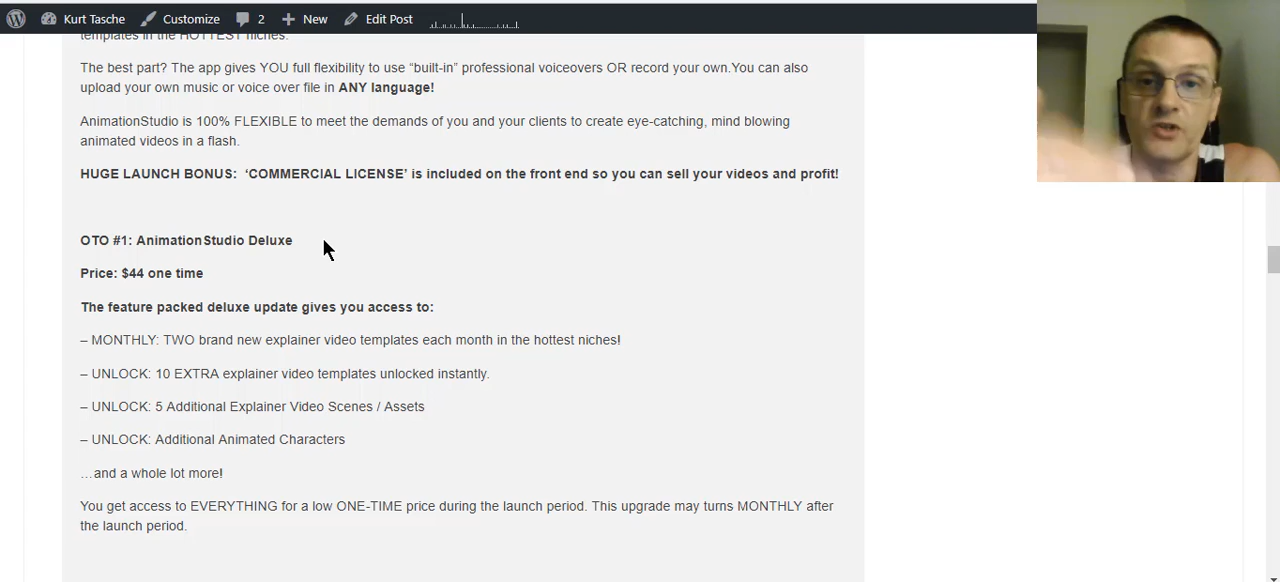 Kurt Tasche Customize 2 New Edit Post
templates in the HOTTEST niches.
The best part? The app gives YOU full flexibility to use “built-in” professional voiceovers OR record your own.You can also
upload your own music or voice over file in ANY language!
AnimationStudio is 100% FLEXIBLE to meet the demands of you and your clients to create eye-catching, mind blowing
animated videos in a flash.
HUGE LAUNCH BONUS: ‘COMMERCIAL LICENSE’ is included on the front end so you can sell your videos and profit!
OTO #1: AnimationStudio Deluxe
Price: $44 one time
The feature packed deluxe update gives you access to:
– MONTHLY: TWO brand new explainer video templates each month in the hottest niches!
– UNLOCK: 10 EXTRA explainer video templates unlocked instantly.
– UNLOCK: 5 Additional Explainer Video Scenes / Assets
– UNLOCK: Additional Animated Characters
…and a whole lot more!
You get access to EVERYTHING for a low ONE-TIME price during the launch period. This upgrade may turns MONTHLY after
the launch period.